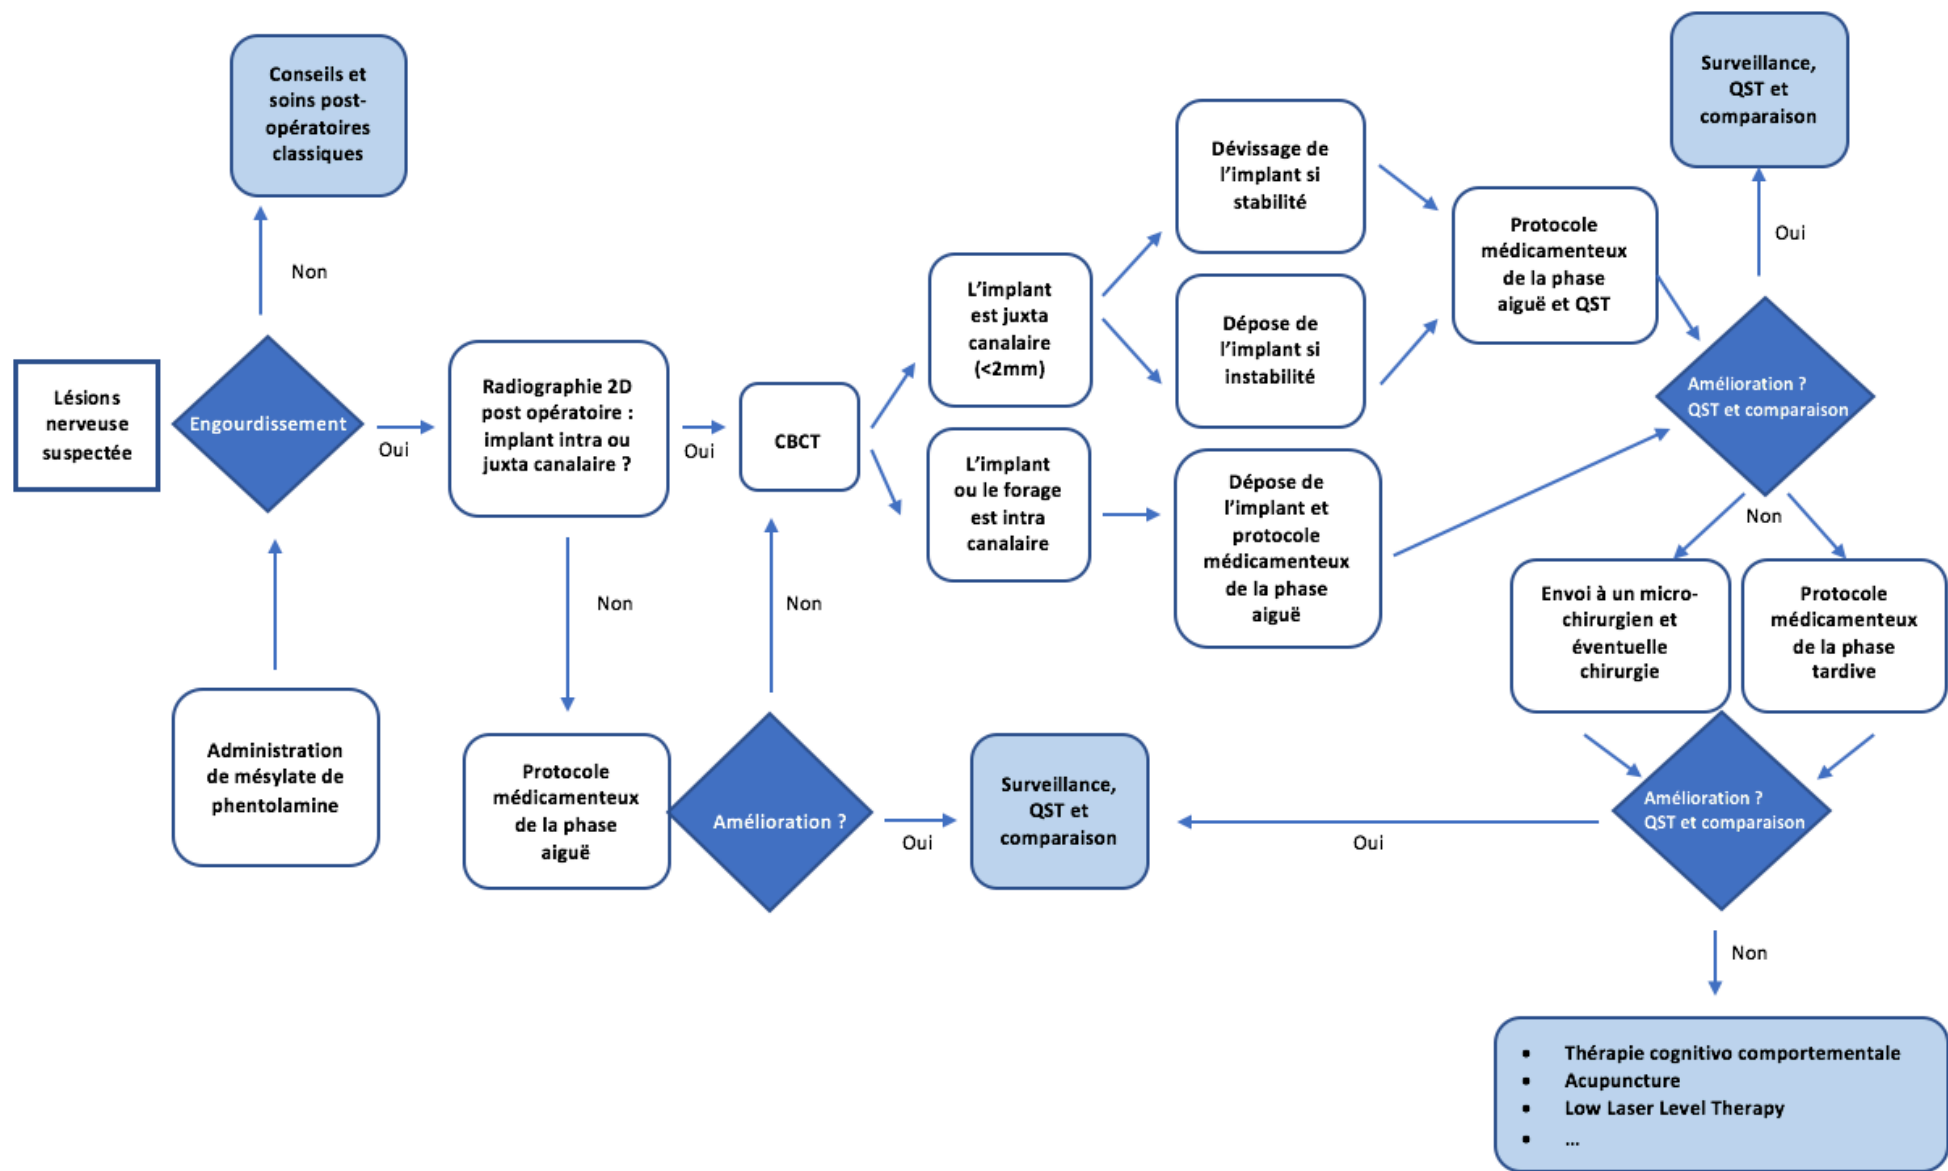 Conseils et
soins post-
opératoires
classiques
Non
Lésions
nerveuse
suspectée
Engourdissement
Oui
Administration
de mésylate de
phentolamine
Radiographie 2D
post opératoire :
implant intra ou
juxta canalaire ?
Oui
Non
Protocole
médicamenteux
de la phase
aiguë
CBCT
Non
Amélioration ?
Oui
Surveillance,
QST et
comparaison
L'implant
est juxta
canalaire
(<2mm)
L'implant
ou le forage
est intra
canalaire
Dévissage de
l'implant si
stabilité
Dépose de
l'implant si
instabilité
Dépose de
l'implant et
protocole
médicamenteux
de la phase
aiguë
Protocole
médicamenteux
de la phase
aiguë et QST
Surveillance,
QST et
comparaison
Oui
Amélioration ?
QST et comparaison
Non
Envoi à un micro-
chirurgien et
éventuelle
chirurgie
Protocole
médicamenteux
de la phase
tardive
Amélioration ?
QST et comparaison
Oui
Non
▪ Thérapie cognitivo comportementale
▪ Acupuncture
▪ Low Laser Level Therapy
▪ ...